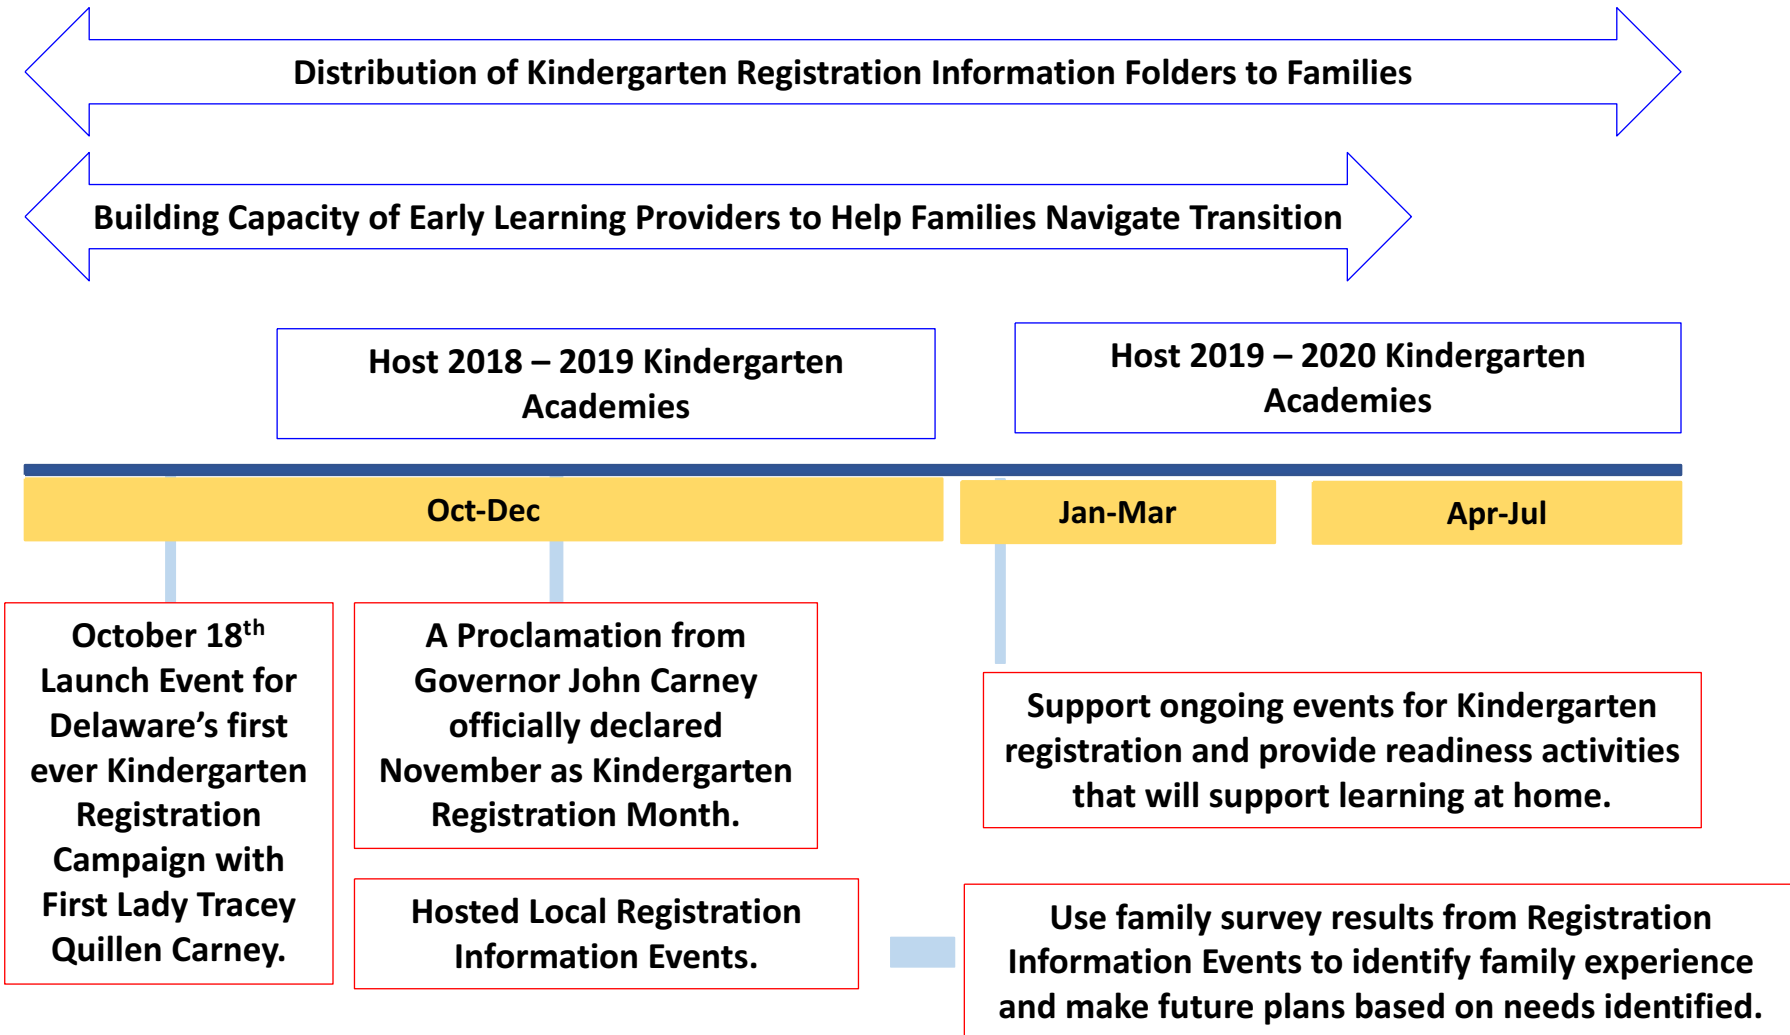 Distribution of Kindergarten Registration Information Folders to Families
Building Capacity of Early Learning Providers to Help Families Navigate Transition
Host 2018 – 2019 Kindergarten
Academies
Host 2019 – 2020 Kindergarten
Academies
Oct-Dec
Jan-Mar
Apr-Jul
October 18th
Launch Event for
Delaware’s first
ever Kindergarten
Registration
Campaign with
First Lady Tracey
Quillen Carney.
A Proclamation from
Governor John Carney
officially declared
November as Kindergarten
Registration Month.
Hosted Local Registration
Information Events.
Support ongoing events for Kindergarten
registration and provide readiness activities
that will support learning at home.
Use family survey results from Registration
Information Events to identify family experience
and make future plans based on needs identified.